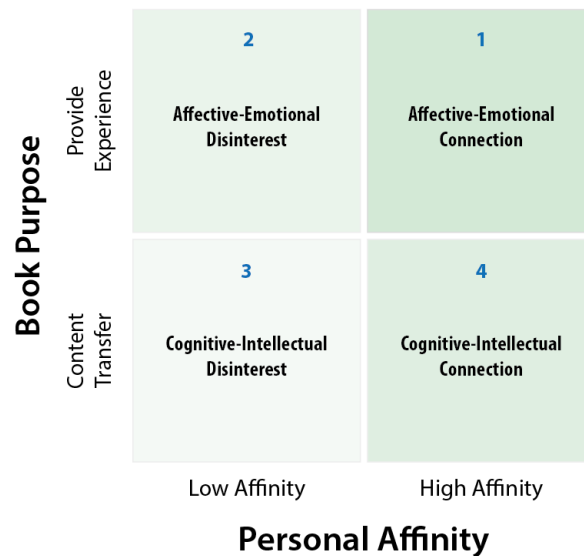 Book Purpose
Provide
Experience
2
Affective-Emotional
Disinterest
1
Affective-Emotional
Connection
Content
Transfer
3
Cognitive-Intellectual
Disinterest
4
Cognitive-Intellectual
Connection
Low Affinity
High Affinity
Personal Affinity